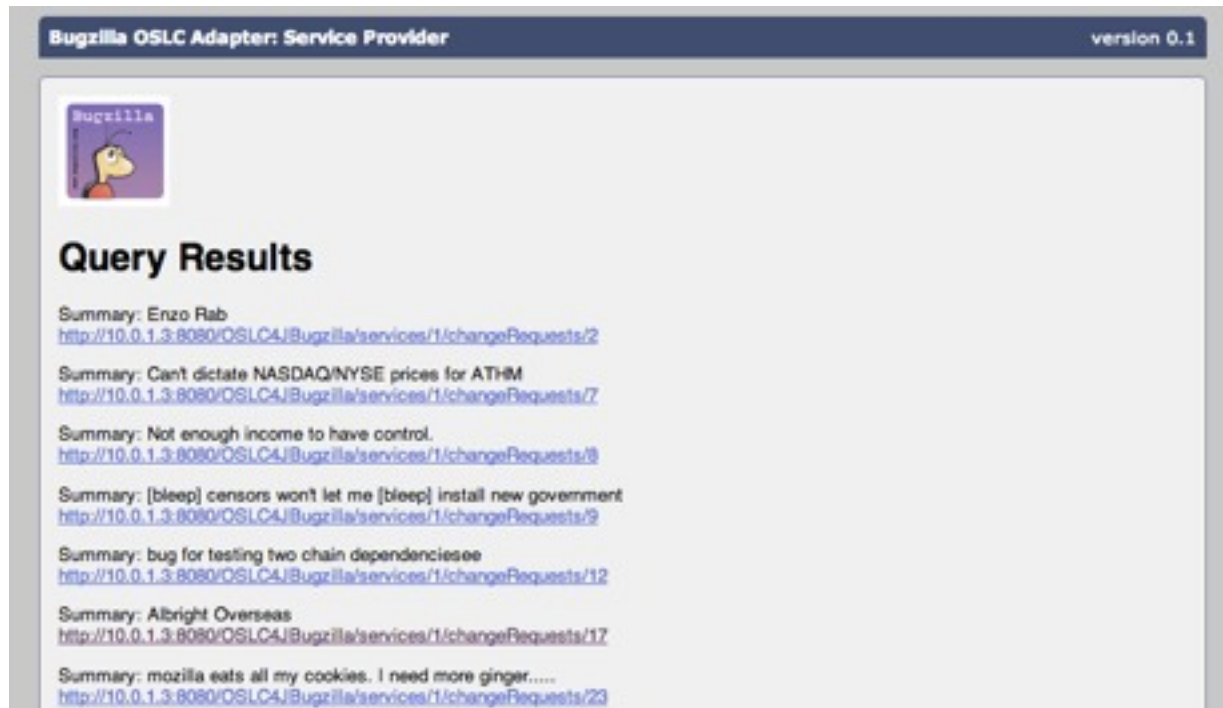 Bugzilla OSLC Adapter: Service Provider
version 0.1
Bugzilla
Query Results
Summary: Enzo Rab
http://10.0.1.3:8080/OSLC4JBugzilla/services/1/changeRequests/2
Summary: Can't dictate NASDAQ/NYSE prices for ATHM
http://10.0.1.3:8080/OSLC4JBugzilla/services/1/changeRequests/7
Summary: Not enough income to have control.
http://10.0.1.3:8080/OSLC4JBugzilla/services/1/changeRequests/8
Summary: [bleep] censors won't let me [bleep] install new government
http://10.0.1.3:8080/OSLC4JBugzilla/services/1/changeRequests/9
Summary: bug for testing two chain dependenciesee
http://10.0.1.3:8080/OSLC4JBugzilla/services/1/changeRequests/12
Summary: Albright Overseas
http://10.0.1.3:8080/OSLC4JBugzilla/services/1/changeRequests/17
Summary: mozilla eats all my cookies. I need more ginger.....
http://10.0.1.3:8080/OSLC4JBugzilla/services/1/changeRequests/23